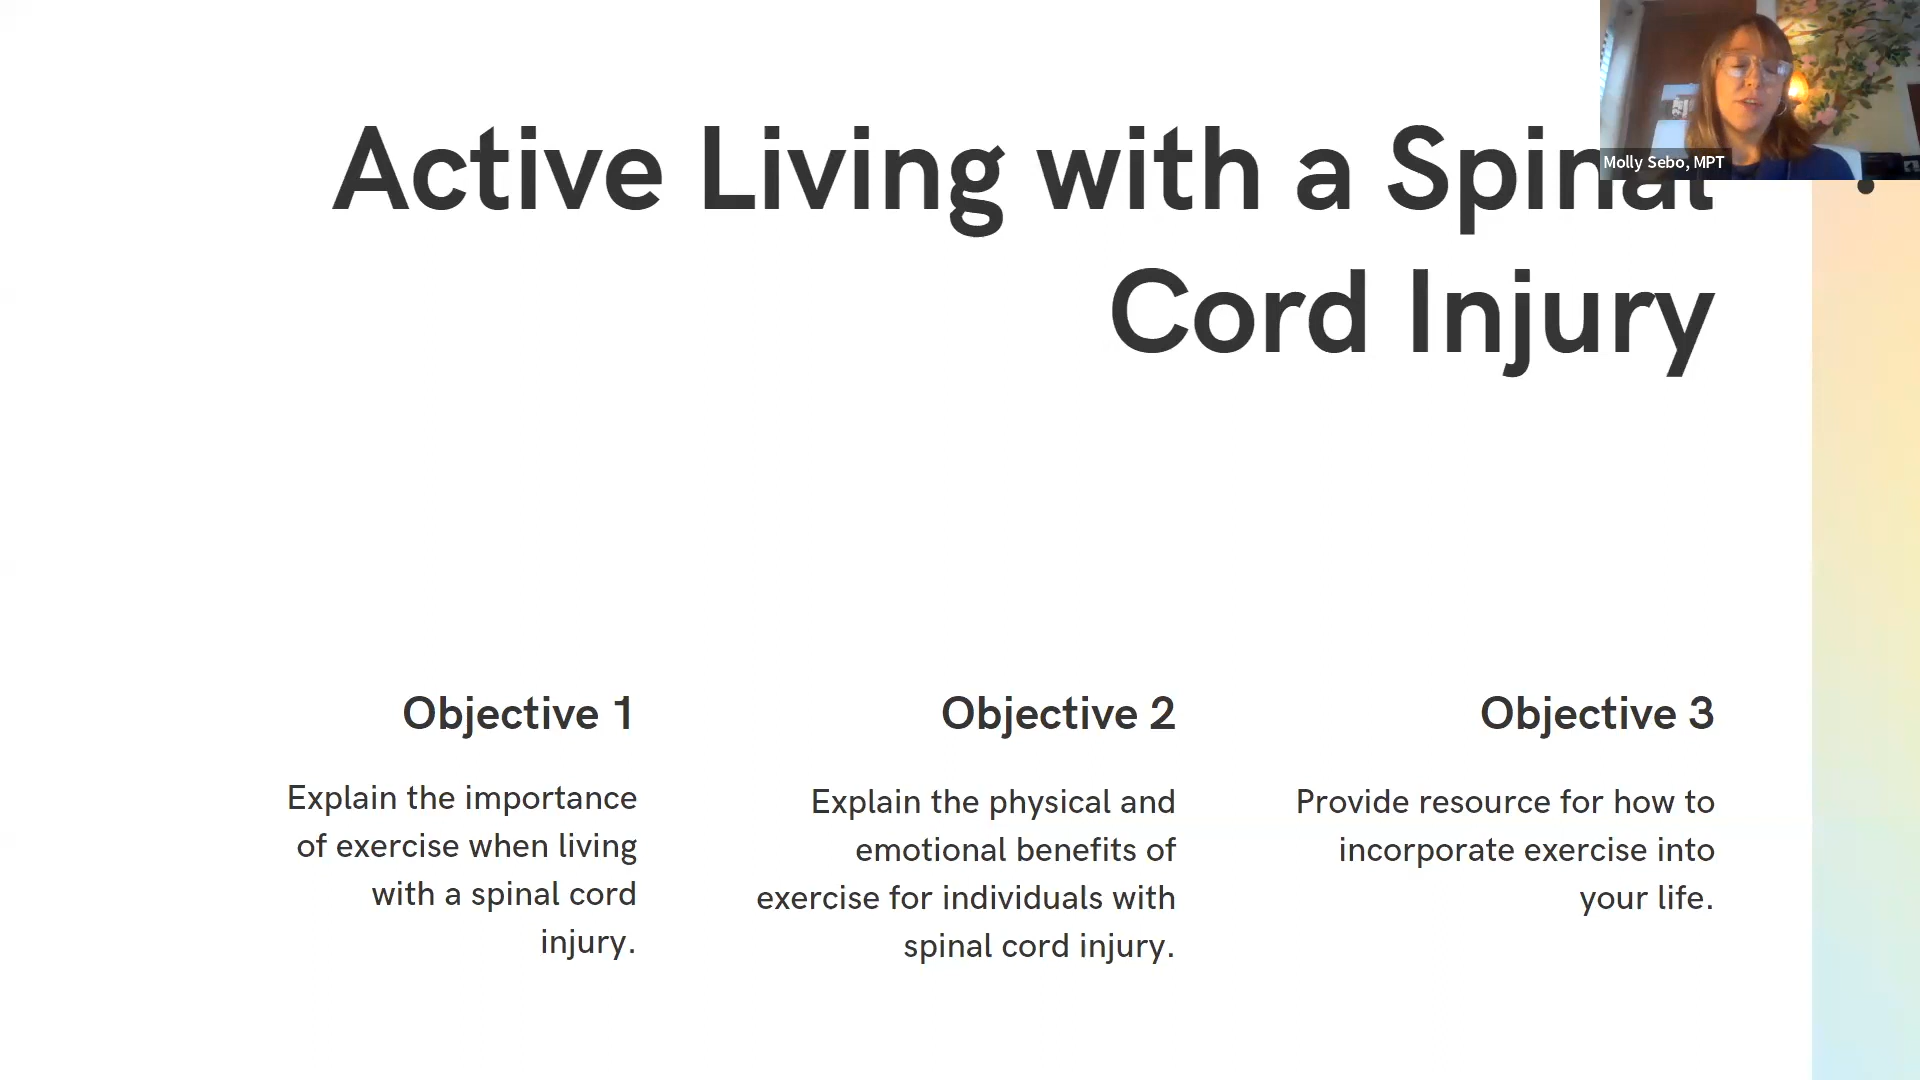 Active Living with a Spinal
Cord Injury
Molly Sebo, MPT
Objective 1
Explain the importance
of exercise when living
with a spinal cord
injury.
Objective 2
Explain the physical and
emotional benefits of
exercise for individuals with
spinal cord injury.
Objective 3
Provide resource for how to
incorporate exercise into
your life.